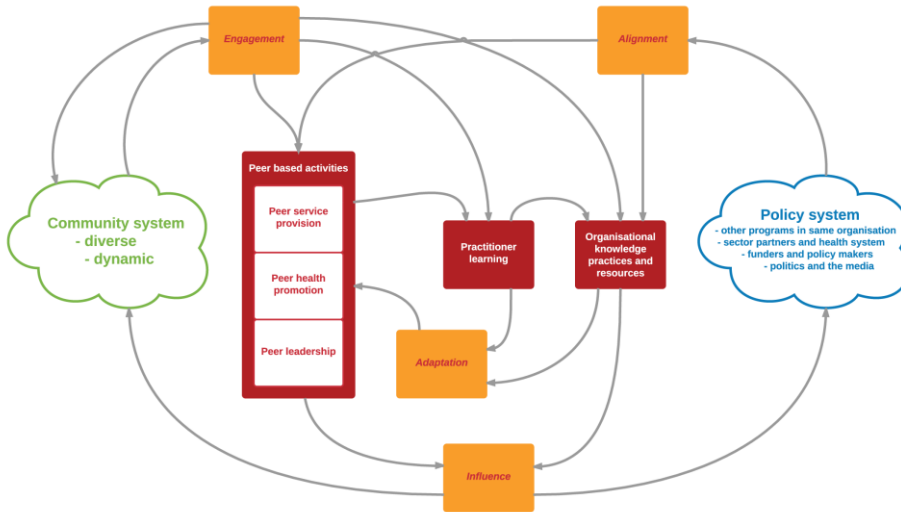 Engagement
Alignment
Peer based activities
Peer service
provision
Peer health
promotion
Peer leadership
Community system
- diverse
- dynamic
Practitioner
learning
Organisational
knowledge
practices and
resources
Policy system
- other programs in same organisation
- sector partners and health system
- funders and policy makers
- politics and the media
Adaptation
Influence